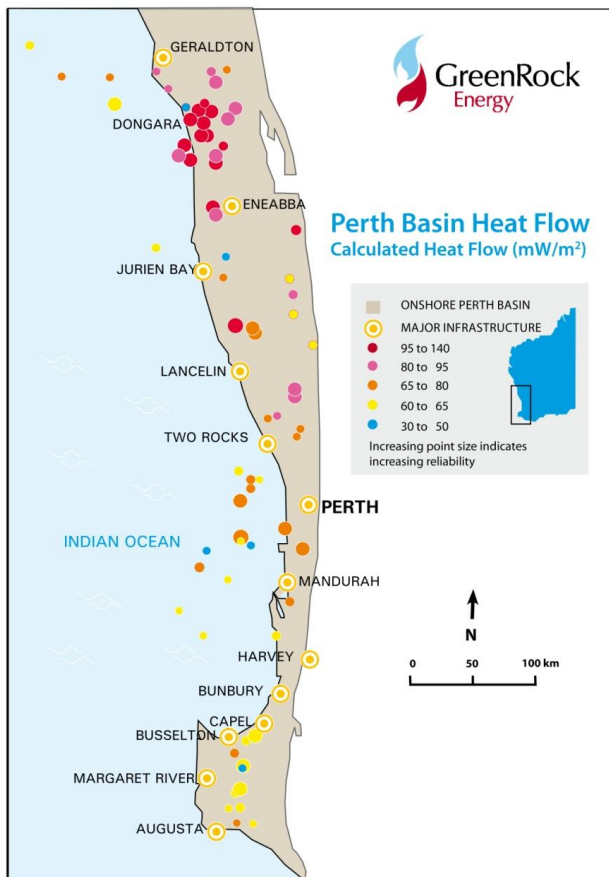 GERALDTON
GreenRock
Energy
DONGARA
ENEABBA
Perth Basin Heat Flow
Calculated Heat Flow (mW/m²)
JURIEN BAY
ONSHORE PERTH BASIN
MAJOR INFRASTRUCTURE
95 to 140
80 to 95
65 to 80
60 to 65
30 to 50
Increasing point size indicates
increasing reliability
LANCELIN
TWO ROCKS
PERTH
INDIAN OCEAN
MANDURAH
N
HARVEY
0 50 100 km
BUNBURY
CAPEL
BUSSELTON
MARGARET RIVER
AUGUSTA